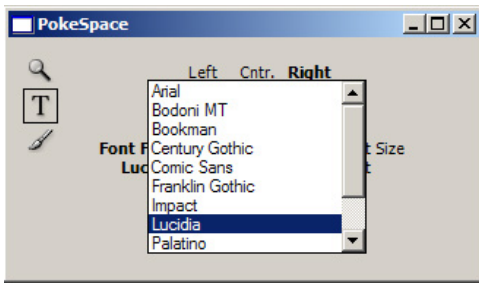 PokeSpace
Left Cntr. Right
T
Arial
Bodoni MT
Bookman
Font F
Century Gothic
t Size
Luc
Comic Sans
t
Franklin Gothic
Impact
Lucidia
Palatino